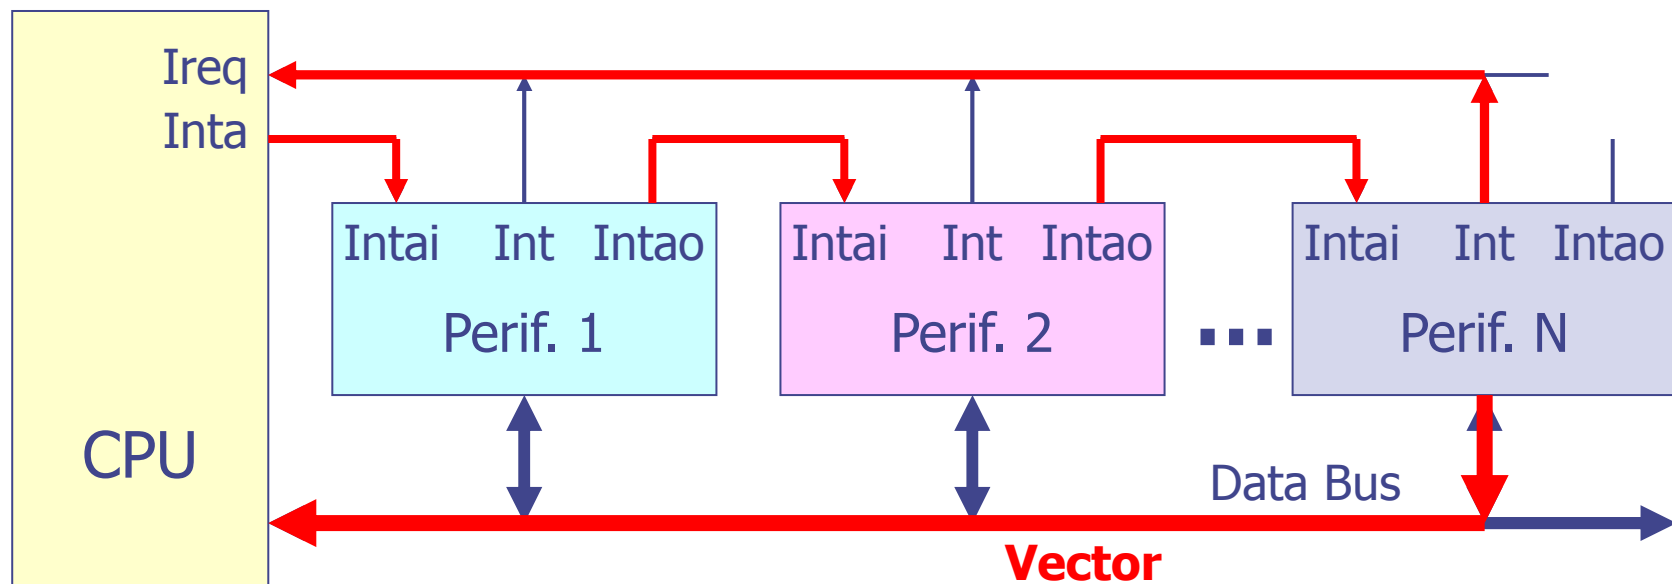 Ireq
Inta
Intai Int Intao
Perif. 1
Intai Int Intao
Perif. 2
...
Intai Int Intao
Perif. N
CPU
Data Bus
Vector